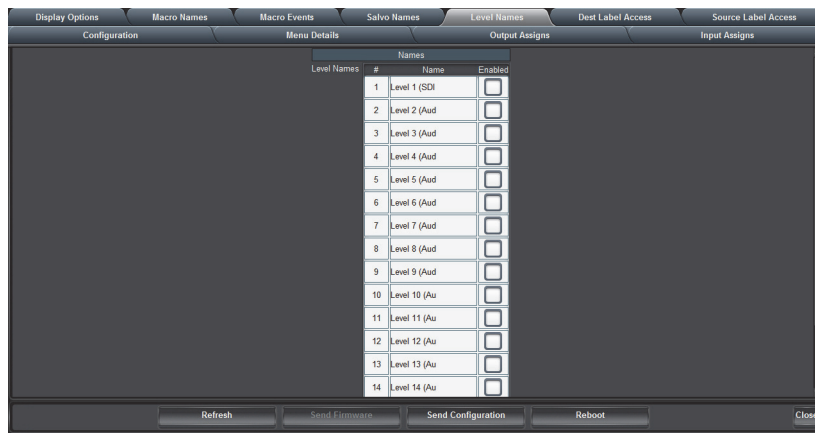 Display Options Macro Names Macro Events Salvo Names Level Names Dest Label Access Source Label Access
Configuration Menu Details Output Assigns Input Assigns
Names
Level Names # Name Enabled
1 Level 1 (SDI
2 Level 2 (Aud
3 Level 3 (Aud
4 Level 4 (Aud
5 Level 5 (Aud
6 Level 6 (Aud
7 Level 7 (Aud
8 Level 8 (Aud
9 Level 9 (Aud
10 Level 10 (Au
11 Level 11 (Au
12 Level 12 (Au
13 Level 13 (Au
14 Level 14 (Au
Refresh Send Firmware Send Configuration Reboot Close